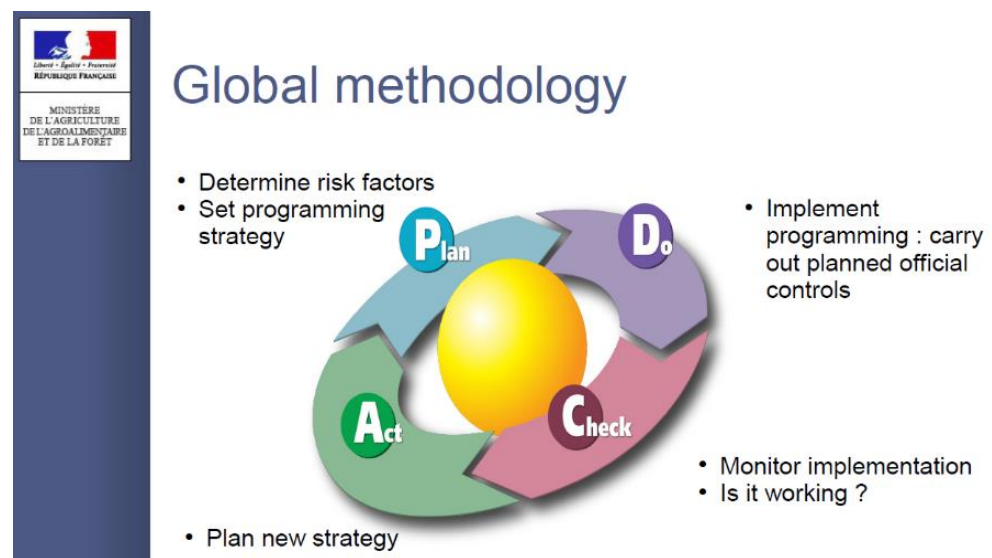 Liberté • Égalité • Fraternité
RÉPUBLIQUE FRANÇAISE
MINISTÈRE
DE L'AGRICULTURE
DE L'AGROALIMENTAIRE
ET DE LA FORÊT
Global methodology
• Determine risk factors
• Set programming
strategy
Plan
Do
• Implement
programming : carry
out planned official
controls
Act
Check
• Monitor implementation
• Is it working ?
• Plan new strategy